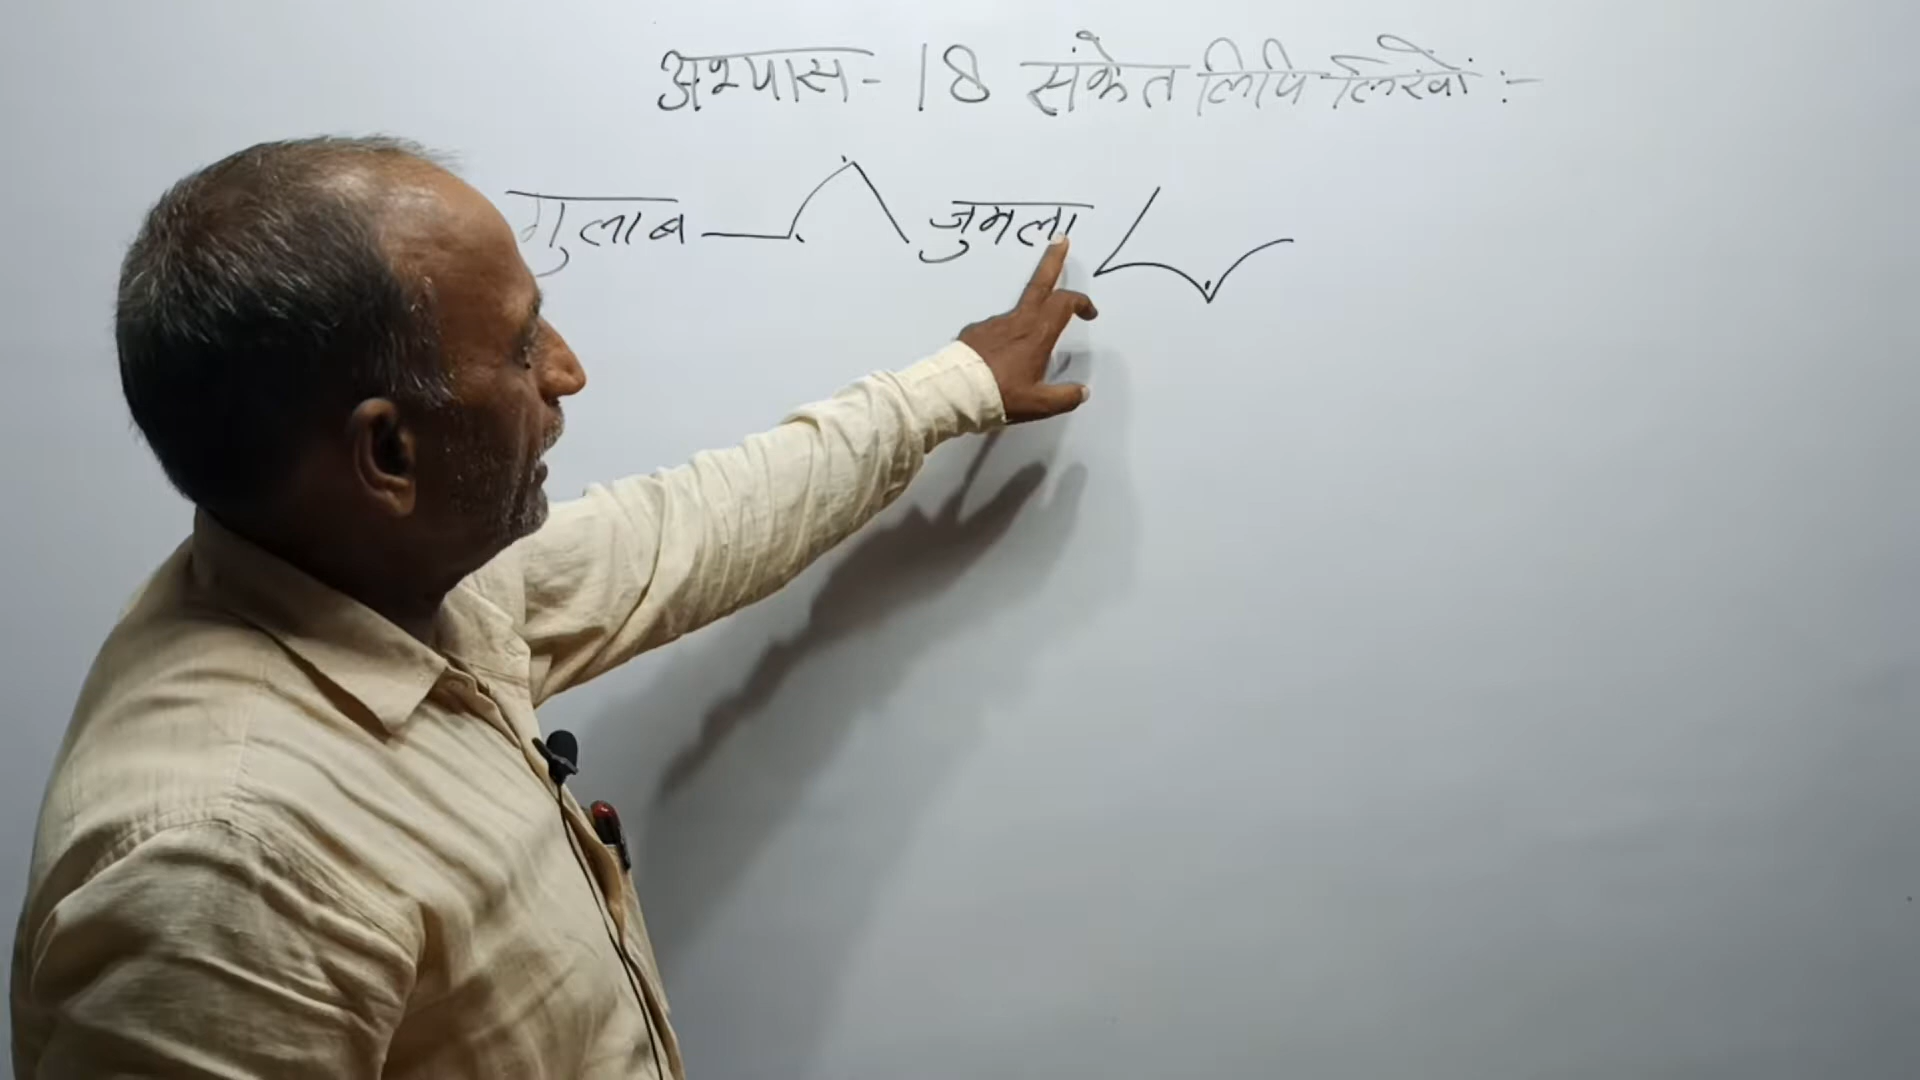 अभ्यास - 18 संकेत लिपि लिखों :-
गुलाब जुमला